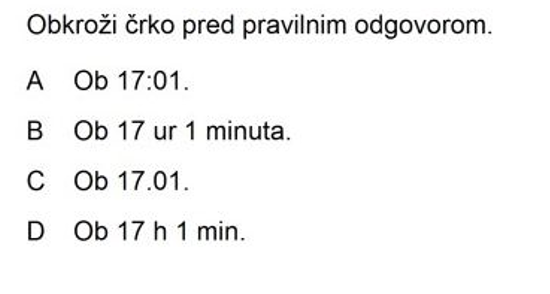 Obkroži črko pred pravilnim odgovorom.
A Ob 17:01.
B Ob 17 ur 1 minuta.
C Ob 17.01.
D Ob 17 h 1 min.